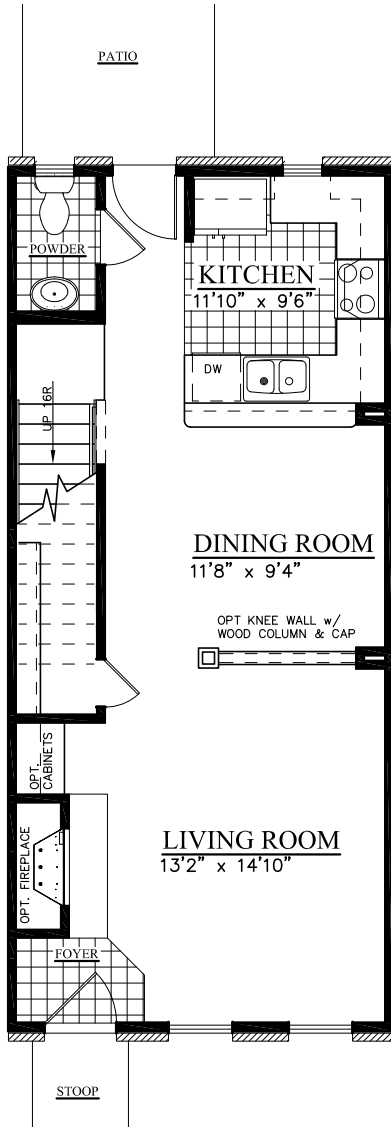 PATIO
POWDER
KITCHEN
11'10" x 9'6"
DW
UP 16R
DINING ROOM
11'8" x 9'4"
OPT KNEE WALL w/
WOOD COLUMN & CAP
OPT.
CABINETS
OPT. FIREPLACE
LIVING ROOM
13'2" x 14'10"
FOYER
STOOP